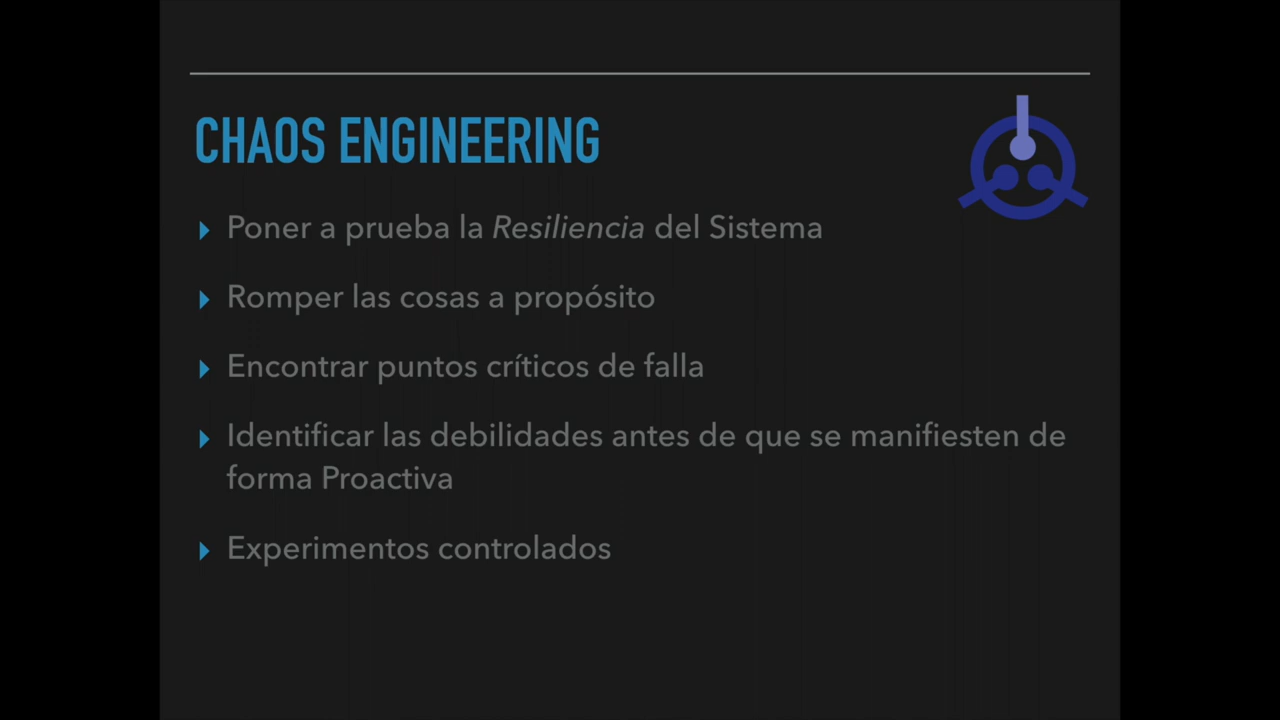 CHAOS ENGINEERING
Poner a prueba la Resiliencia del Sistema
Romper las cosas a propósito
Encontrar puntos críticos de falla
Identificar las debilidades antes de que se manifiesten de
forma Proactiva
Experimentos controlados